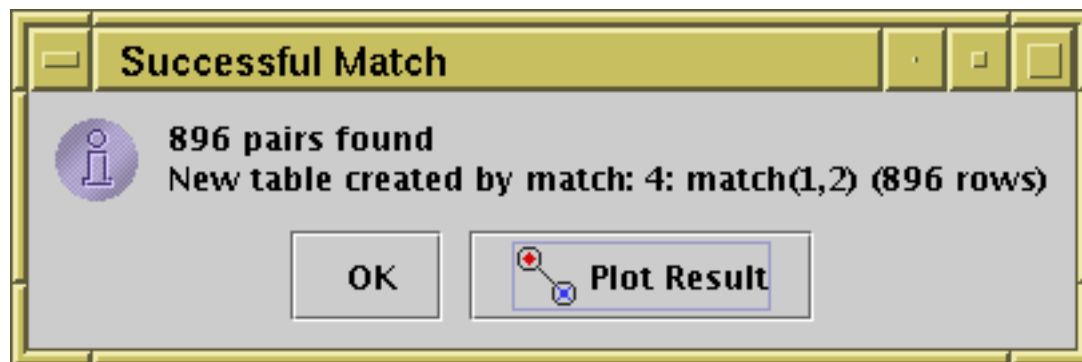 Successful Match
896 pairs found
New table created by match: 4: match(1,2) (896 rows)
OK
Plot Result